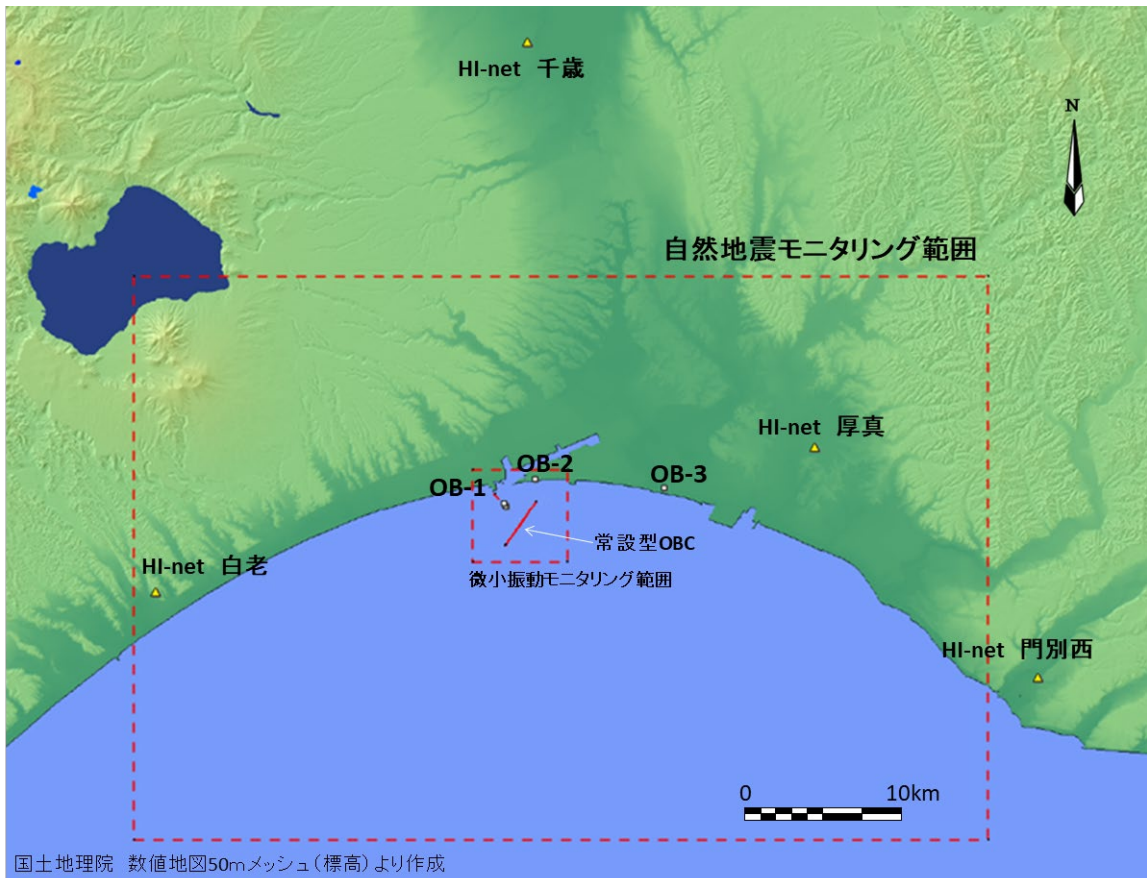 HI-net 千歳
N
自然地震モニタリング範囲
HI-net 厚真
OB-2
OB-3
OB-1
常設型OBC
HI-net 白老
微小振動モニタリング範囲
HI-net 門別西
0 10km
国土地理院 数値地図50mメッシュ(標高)より作成